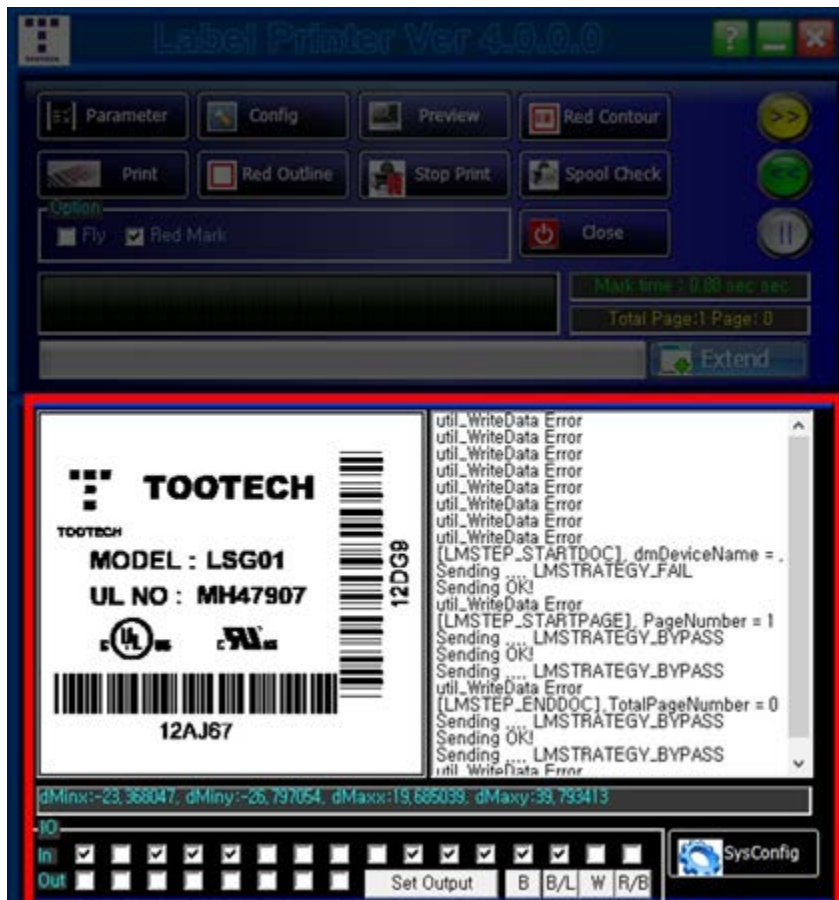 TOOTECH
Label Printer Ver 4.0.0.0
?
Parameter
Config
Preview
Red Contour
>>
Print
Red Outline
Stop Print
Spool Check
<<
Option
Fly
Red Mark
Close
Mark time : 0,88 sec sec
Total Page:1 Page: 8
Extend
TOOTECH
TOOTECH
MODEL : LSG01
UL NO : MH47907
12DG9
12AJ67
util_WriteData Error
util_WriteData Error
util_WriteData Error
util_WriteData Error
util_WriteData Error
util_WriteData Error
util_WriteData Error
util_WriteData Error
[LMSTEP_STARTDOC], dmDeviceName = .
Sending .... LMSTRATEGY_FAIL
Sending OK!
util_WriteData Error
[LMSTEP_STARTPAGE], PageNumber = 1
Sending .... LMSTRATEGY_BYPASS
Sending OK!
Sending .... LMSTRATEGY_BYPASS
util_WriteData Error
[LMSTEP_ENDDOC],TotalPageNumber = 0
Sending .... LMSTRATEGY_BYPASS
Sending OK!
Sending .... LMSTRATEGY_BYPASS
util_WriteData Error
dMinx:-23,368047, dMiny:-26,797054, dMaxx:19,685039, dMaxy:39,793413
IO
In
Out
Set Output
B
B/L
W
R/B
SysConfig